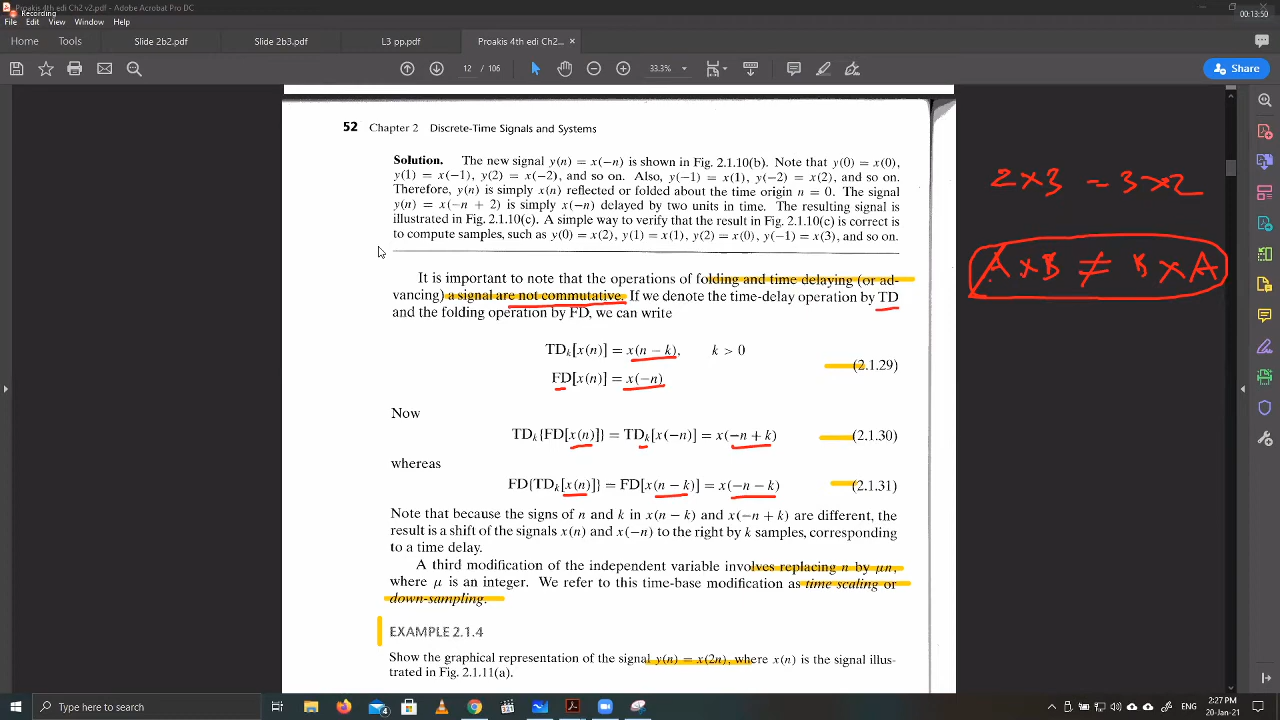 Proakis 4th edi Ch2 v2.pdf - Adobe Acrobat Pro DC
Recording
00:13:50
File Edit View Window Help
Home Tools Slide 2b2.pdf Slide 2b3.pdf L3 pp.pdf Proakis 4th edi Ch2... ×
12 / 106 33.3% Share
52 Chapter 2 Discrete-Time Signals and Systems
Solution. The new signal y(n) = x(−n) is shown in Fig. 2.1.10(b). Note that y(0) = x(0),
y(1) = x(−1), y(2) = x(−2), and so on. Also, y(−1) = x(1), y(−2) = x(2), and so on.
Therefore, y(n) is simply x(n) reflected or folded about the time origin n = 0. The signal
y(n) = x(−n + 2) is simply x(−n) delayed by two units in time. The resulting signal is
illustrated in Fig. 2.1.10(c). A simple way to verify that the result in Fig. 2.1.10(c) is correct is
to compute samples, such as y(0) = x(2), y(1) = x(1), y(2) = x(0), y(−1) = x(3), and so on.
2×3 = 3×2
A×B ≠ B×A
It is important to note that the operations of folding and time delaying (or ad-
vancing) a signal are not commutative. If we denote the time-delay operation by TD
and the folding operation by FD, we can write
TDk[x(n)] = x(n − k), k > 0
(2.1.29)
FD[x(n)] = x(−n)
Now
TDk{FD[x(n)]} = TDk[x(−n)] = x(−n + k) (2.1.30)
whereas
FD{TDk[x(n)]} = FD[x(n − k)] = x(−n − k) (2.1.31)
Note that because the signs of n and k in x(n − k) and x(−n + k) are different, the
result is a shift of the signals x(n) and x(−n) to the right by k samples, corresponding
to a time delay.
A third modification of the independent variable involves replacing n by μn,
where μ is an integer. We refer to this time-base modification as time scaling or
down-sampling.
EXAMPLE 2.1.4
Show the graphical representation of the signal y(n) = x(2n), where x(n) is the signal illus-
trated in Fig. 2.1.11(a).
Type here to search
ENG
2:27 PM
20-Jan-21